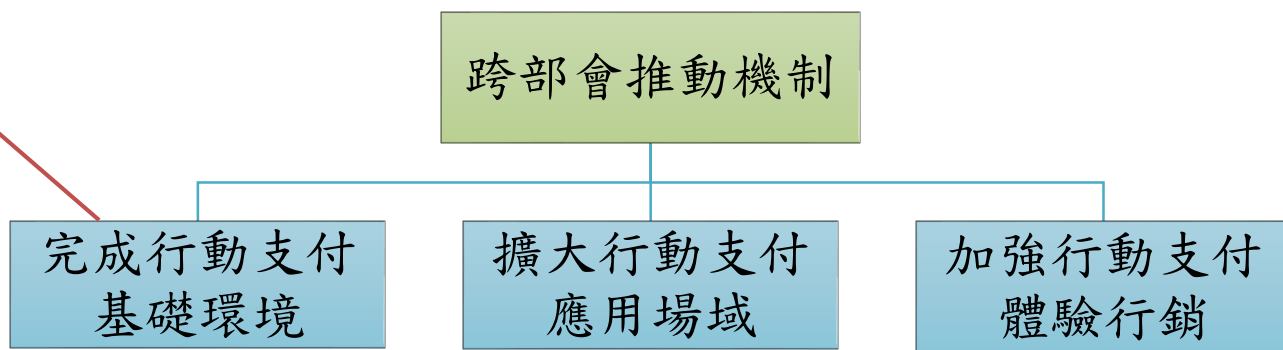 跨部會推動機制
完成行動支付
基礎環境
擴大行動支付
應用場域
加強行動支付
體驗行銷